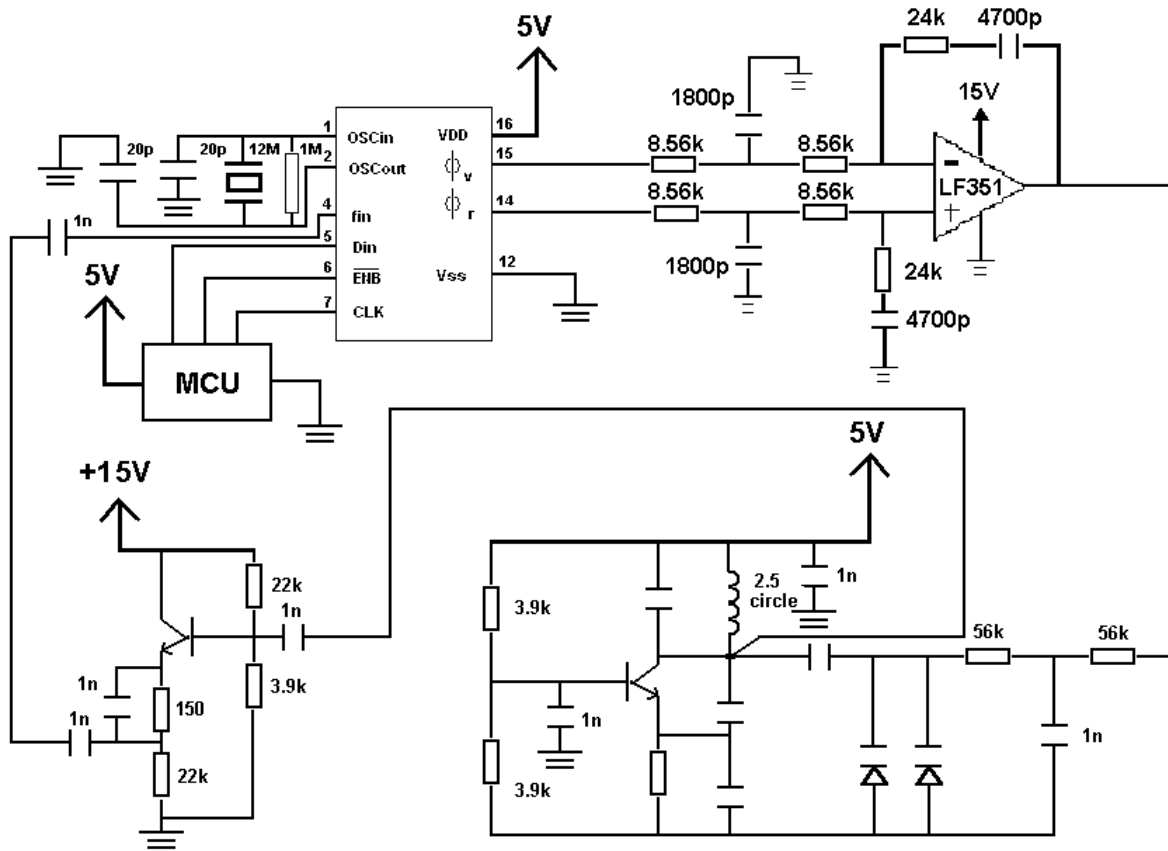 24k
4700p
5V
1800p
15V
20p
20p
12M
1M
1
OSCin
VDD
16
2
OSCout
ϕv
15
8.56k
8.56k
-
LF351
+
1n
4
fin
ϕr
14
8.56k
8.56k
5
Din
5V
6
ENB
Vss
12
1800p
24k
7
CLK
4700p
MCU
5V
+15V
22k
1n
3.9k
2.5
circle
1n
56k
56k
1n
150
3.9k
1n
1n
1n
22k
3.9k